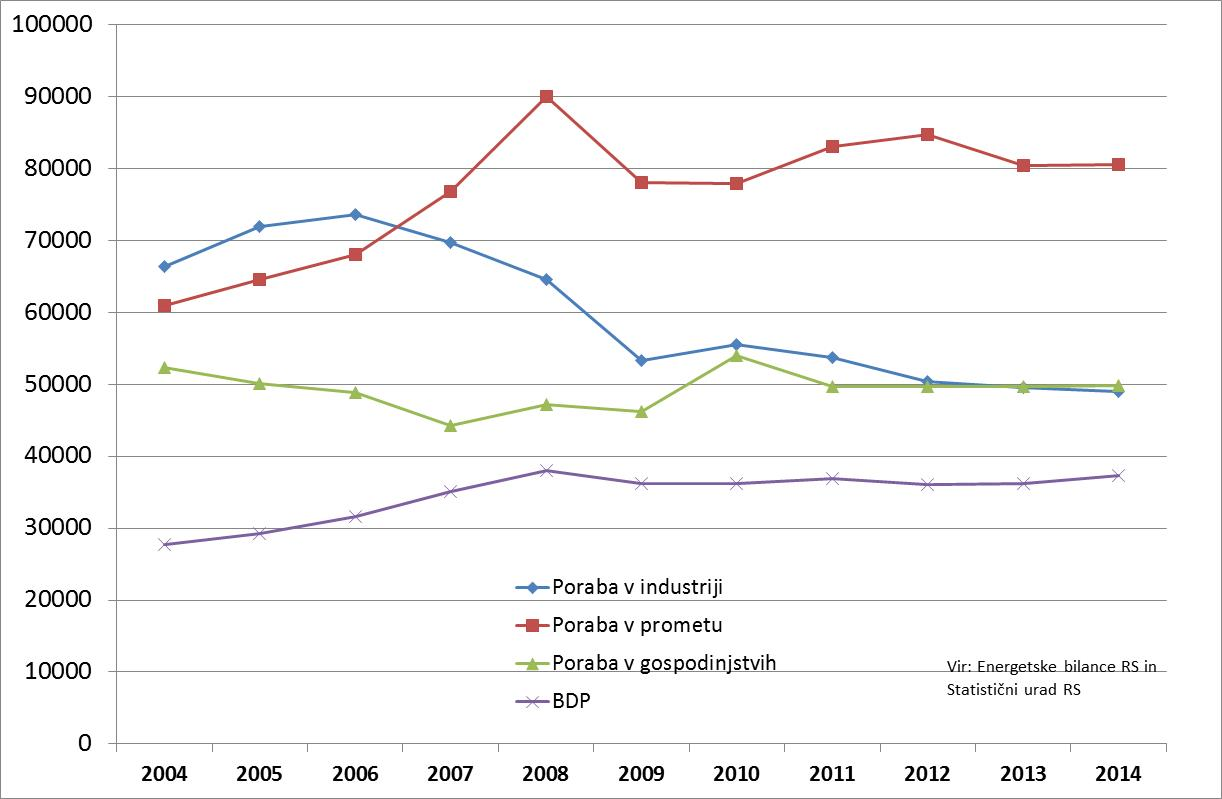 100000
90000
80000
70000
60000
50000
40000
30000
20000
10000
0
Poraba v industriji
Poraba v prometu
Poraba v gospodinjstvih
BDP
Vir: Energetske bilance RS in
Statistični urad RS
2004 2005 2006 2007 2008 2009 2010 2011 2012 2013 2014